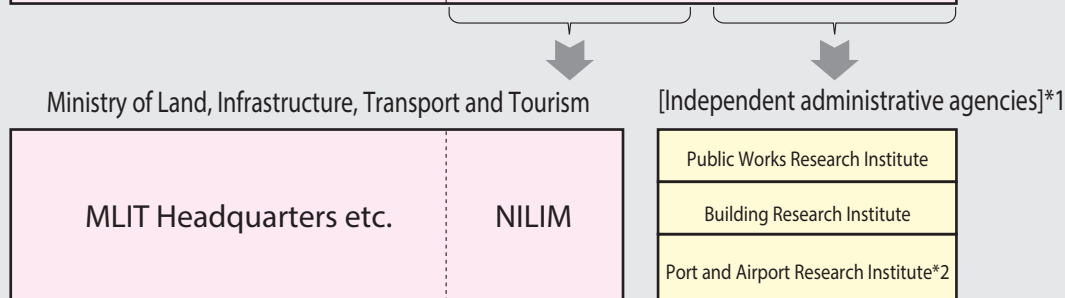 Ministry of Land, Infrastructure, Transport and Tourism
[Independent administrative agencies]*1
MLIT Headquarters etc.
NILIM
Public Works Research Institute
Building Research Institute
Port and Airport Research Institute*2